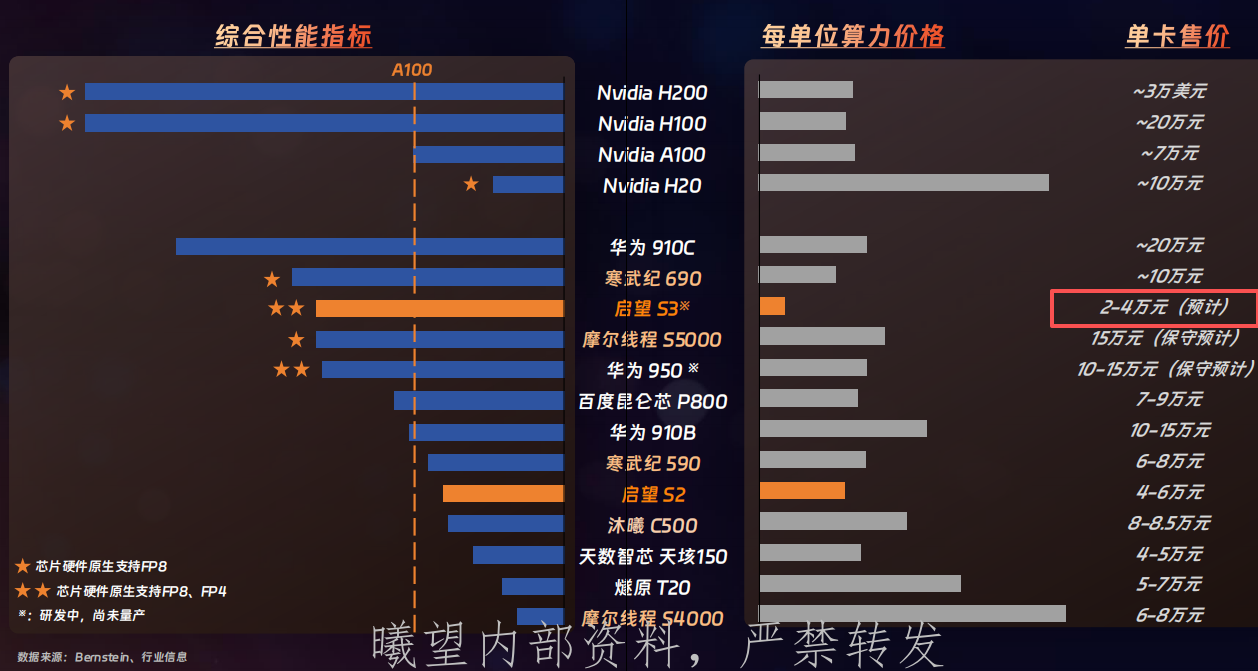 综合性能指标 每单位算力价格 单卡售价
A100
★ Nvidia H200 ~3万美元
★ Nvidia H100 ~20万元
Nvidia A100 ~7万元
★ Nvidia H20 ~10万元
华为 910C ~20万元
★ 寒武纪 690 ~10万元
★★ 启望 S3※ 2-4万元（预计）
★ 摩尔线程 S5000 15万元（保守预计）
★★ 华为 950 ※ 10-15万元（保守预计）
百度昆仑芯 P800 7-9万元
华为 910B 10-15万元
寒武纪 590 6-8万元
启望 S2 4-6万元
沐曦 C500 8-8.5万元
天数智芯 天垓150 4-5万元
燧原 T20 5-7万元
摩尔线程 S4000 6-8万元
★ 芯片硬件原生支持FP8
★★ 芯片硬件原生支持FP8、FP4
※：研发中，尚未量产
数据来源：Bernstein、行业信息
曦望内部资料，严禁转发